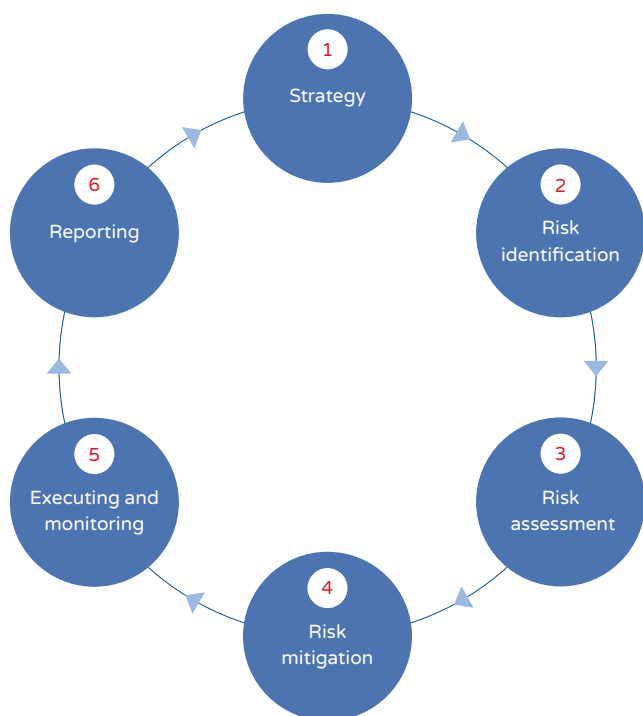 1
Strategy
2
Risk
identification
3
Risk
assessment
4
Risk
mitigation
5
Executing and
monitoring
6
Reporting